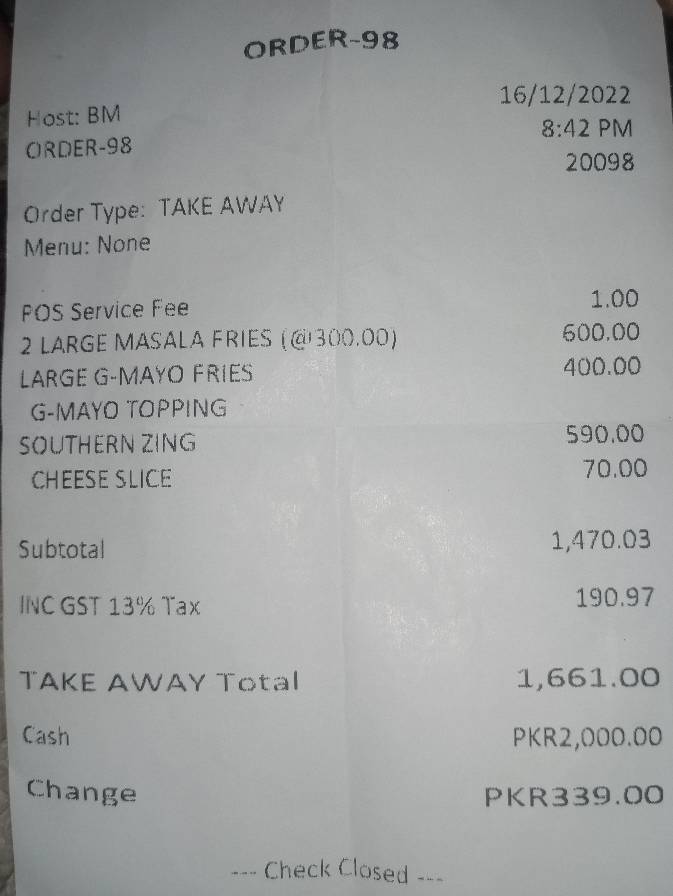 ORDER-98
16/12/2022
Host: BM
8:42 PM
ORDER-98
20098
Order Type: TAKE AWAY
Menu: None
POS Service Fee 1.00
2 LARGE MASALA FRIES (@300.00) 600.00
LARGE G-MAYO FRIES 400.00
G-MAYO TOPPING
SOUTHERN ZING 590.00
CHEESE SLICE 70.00
Subtotal 1,470.03
INC GST 13% Tax 190.97
TAKE AWAY Total 1,661.00
Cash PKR2,000.00
Change PKR339.00
--- Check Closed ---